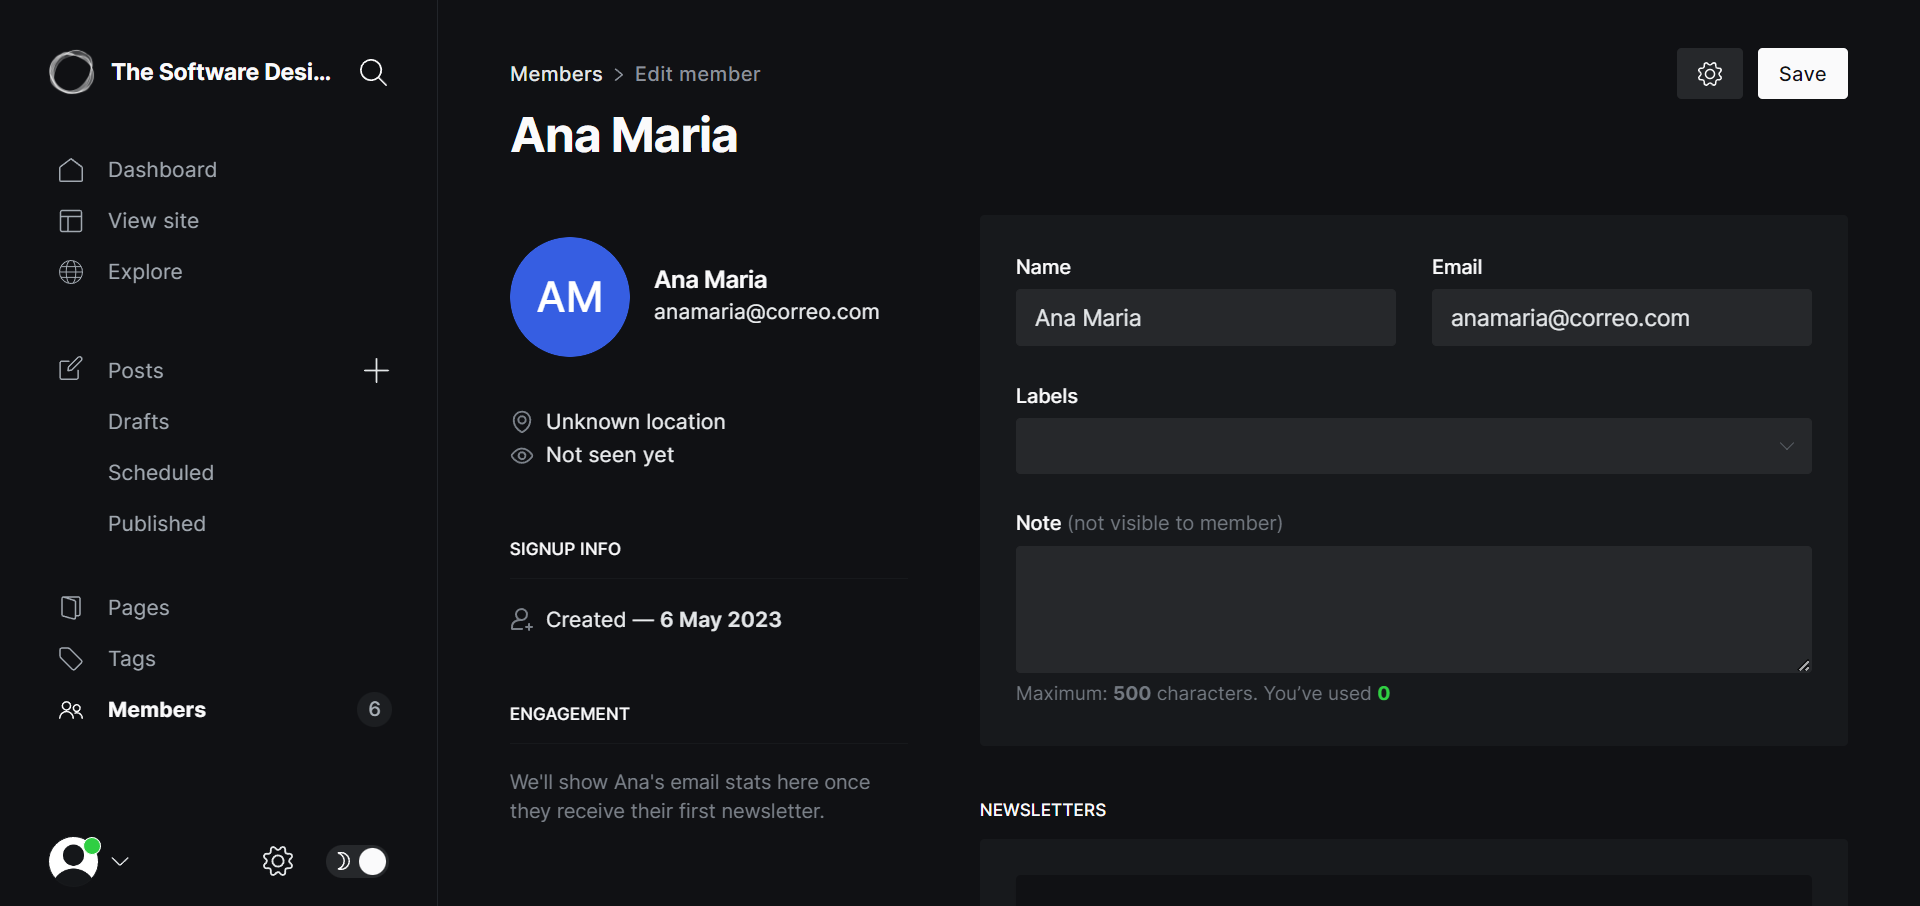 The Software Desi...
Dashboard
View site
Explore
Posts
Drafts
Scheduled
Published
Pages
Tags
Members
6
Members > Edit member
Save
Ana Maria
AM
Ana Maria
anamaria@correo.com
Unknown location
Not seen yet
SIGNUP INFO
Created — 6 May 2023
ENGAGEMENT
We'll show Ana's email stats here once
they receive their first newsletter.
Name
Ana Maria
Email
anamaria@correo.com
Labels
Note (not visible to member)
Maximum: 500 characters. You’ve used 0
NEWSLETTERS